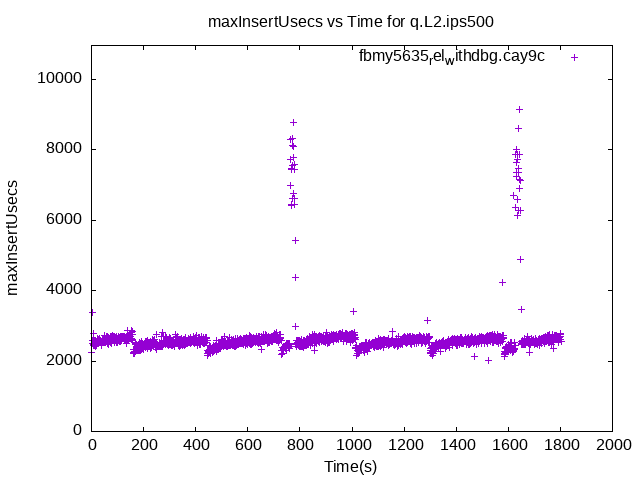 maxInsertUsecs vs Time for q.L2.ips500
fbmy5635relwithdbg.cay9c
10000
8000
6000
4000
2000
0
maxInsertUsecs
0 200 400 600 800 1000 1200 1400 1600 1800 2000
Time(s)